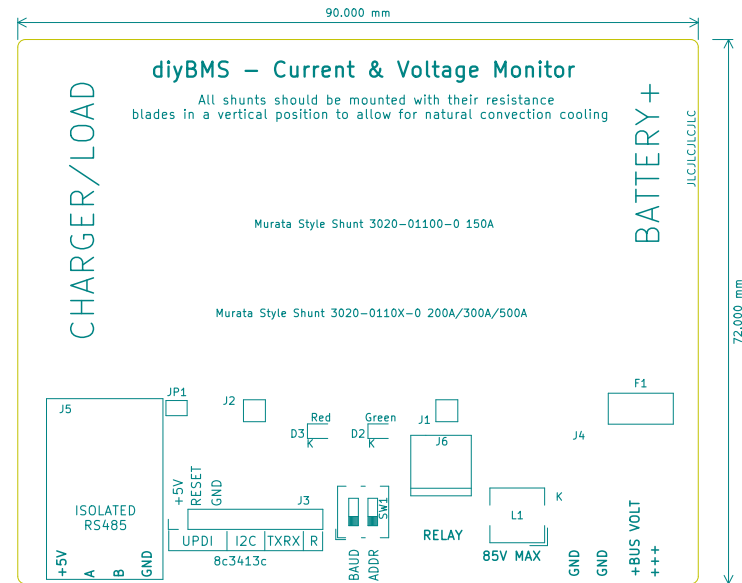 90.000 mm
diyBMS - Current & Voltage Monitor
All shunts should be mounted with their resistance
blades in a vertical position to allow for natural convection cooling
CHARGER/LOAD
BATTERY+
JLCJLCJLCJLC
72.000 mm
Murata Style Shunt 3020-01100-0 150A
Murata Style Shunt 3020-0110X-0 200A/300A/500A
F1
JP1
J5
J2
Red
Green
J1
D3
D2
K
K
J6
J4
+5V
RESET
GND
J3
SW1
K
L1
ISOLATED
RS485
UPDI
I2C
TXRX
R
8c3413c
BAUD
ADDR
RELAY
85V MAX
+5V
A
B
GND
GND
GND
+BUS VOLT
+++